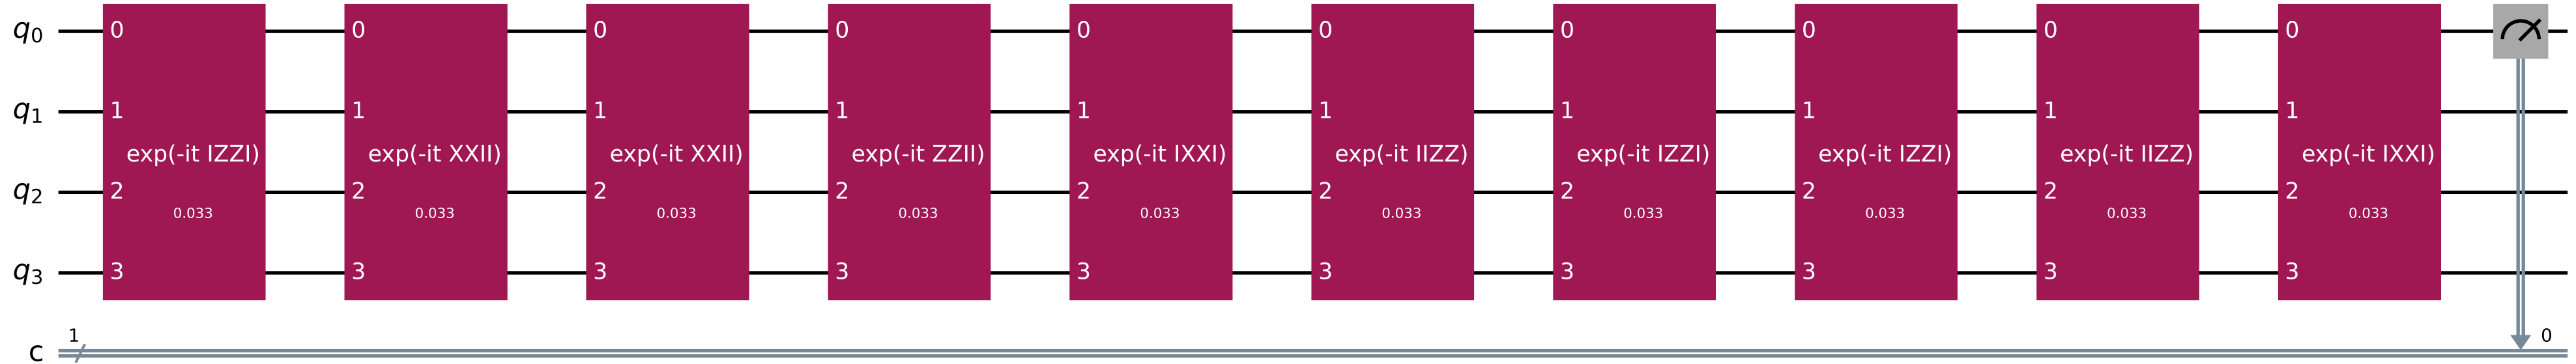 q0 0 0 0 0 0 0 0 0 0 0
q1 1 1 1 1 1 1 1 1 1 1
exp(-it IZZI) exp(-it XXII) exp(-it XXII) exp(-it ZZII) exp(-it IXXI) exp(-it IIZZ) exp(-it IZZI) exp(-it IZZI) exp(-it IIZZ) exp(-it IXXI)
q2 2 2 2 2 2 2 2 2 2 2
0.033 0.033 0.033 0.033 0.033 0.033 0.033 0.033 0.033 0.033
q3 3 3 3 3 3 3 3 3 3 3
1 0
c